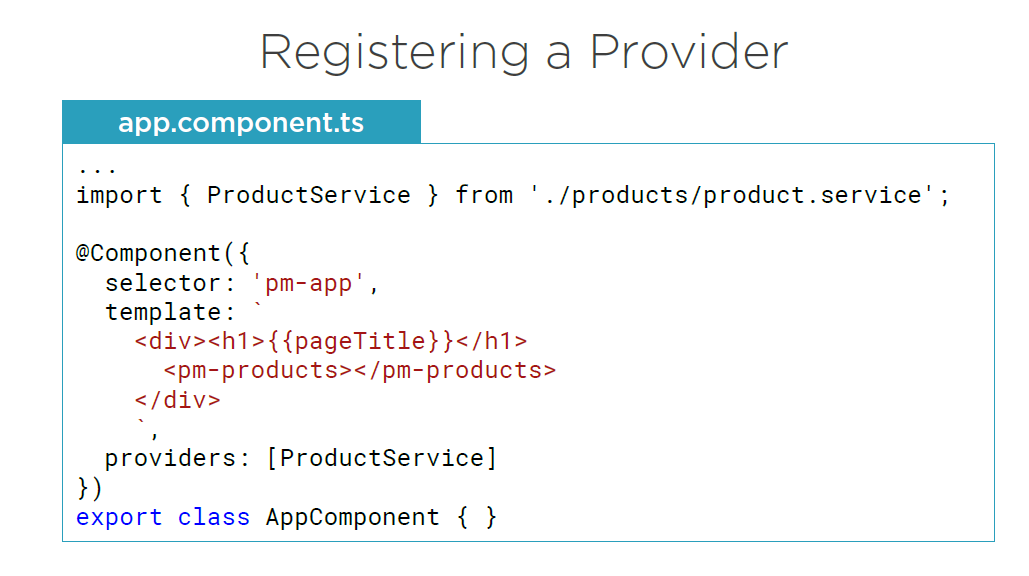 Registering a Provider
app.component.ts
...
import { ProductService } from './products/product.service';
@Component({
  selector: 'pm-app',
  template: `
    <div><h1>{{pageTitle}}</h1>
      <pm-products></pm-products>
    </div>
    `,
  providers: [ProductService]
})
export class AppComponent { }